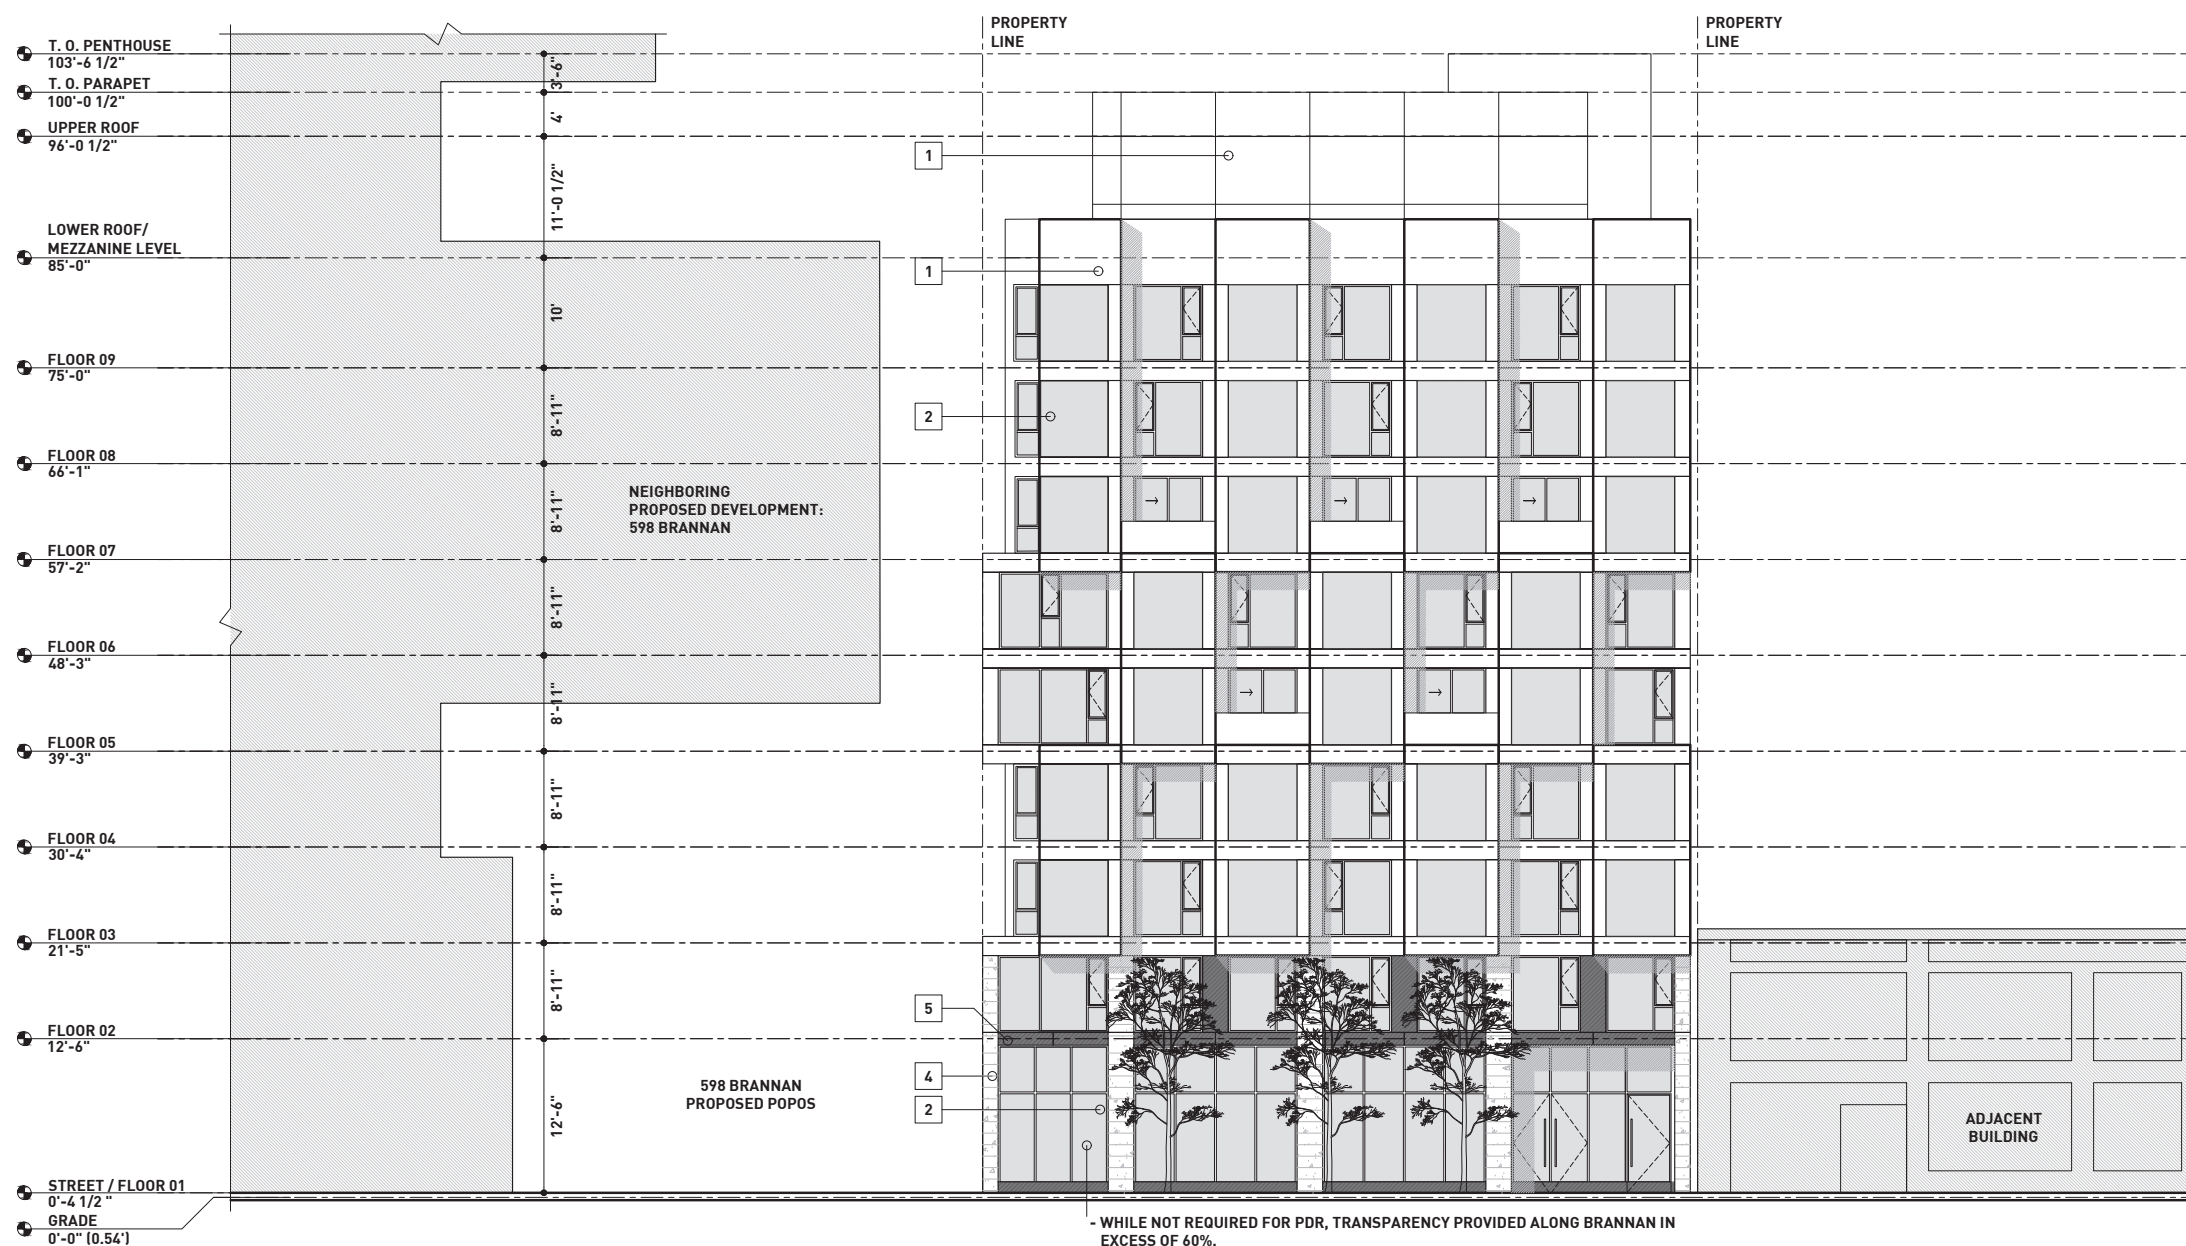 PROPERTY
LINE
PROPERTY
LINE
T. O. PENTHOUSE
103'-6 1/2"
T. O. PARAPET
100'-0 1/2"
UPPER ROOF
96'-0 1/2"
LOWER ROOF/
MEZZANINE LEVEL
85'-0"
FLOOR 09
75'-0"
FLOOR 08
66'-1"
FLOOR 07
57'-2"
FLOOR 06
48'-3"
FLOOR 05
39'-3"
FLOOR 04
30'-4"
FLOOR 03
21'-5"
FLOOR 02
12'-6"
STREET / FLOOR 01
0'-4 1/2 "
GRADE
0'-0" (0.54')
3'-6"
4'
11'-0 1/2"
10'
8'-11"
8'-11"
8'-11"
8'-11"
8'-11"
8'-11"
8'-11"
12'-6"
NEIGHBORING
PROPOSED DEVELOPMENT:
598 BRANNAN
598 BRANNAN
PROPOSED POPOS
1
1
2
5
4
2
ADJACENT
BUILDING
- WHILE NOT REQUIRED FOR PDR, TRANSPARENCY PROVIDED ALONG BRANNAN IN
EXCESS OF 60%.